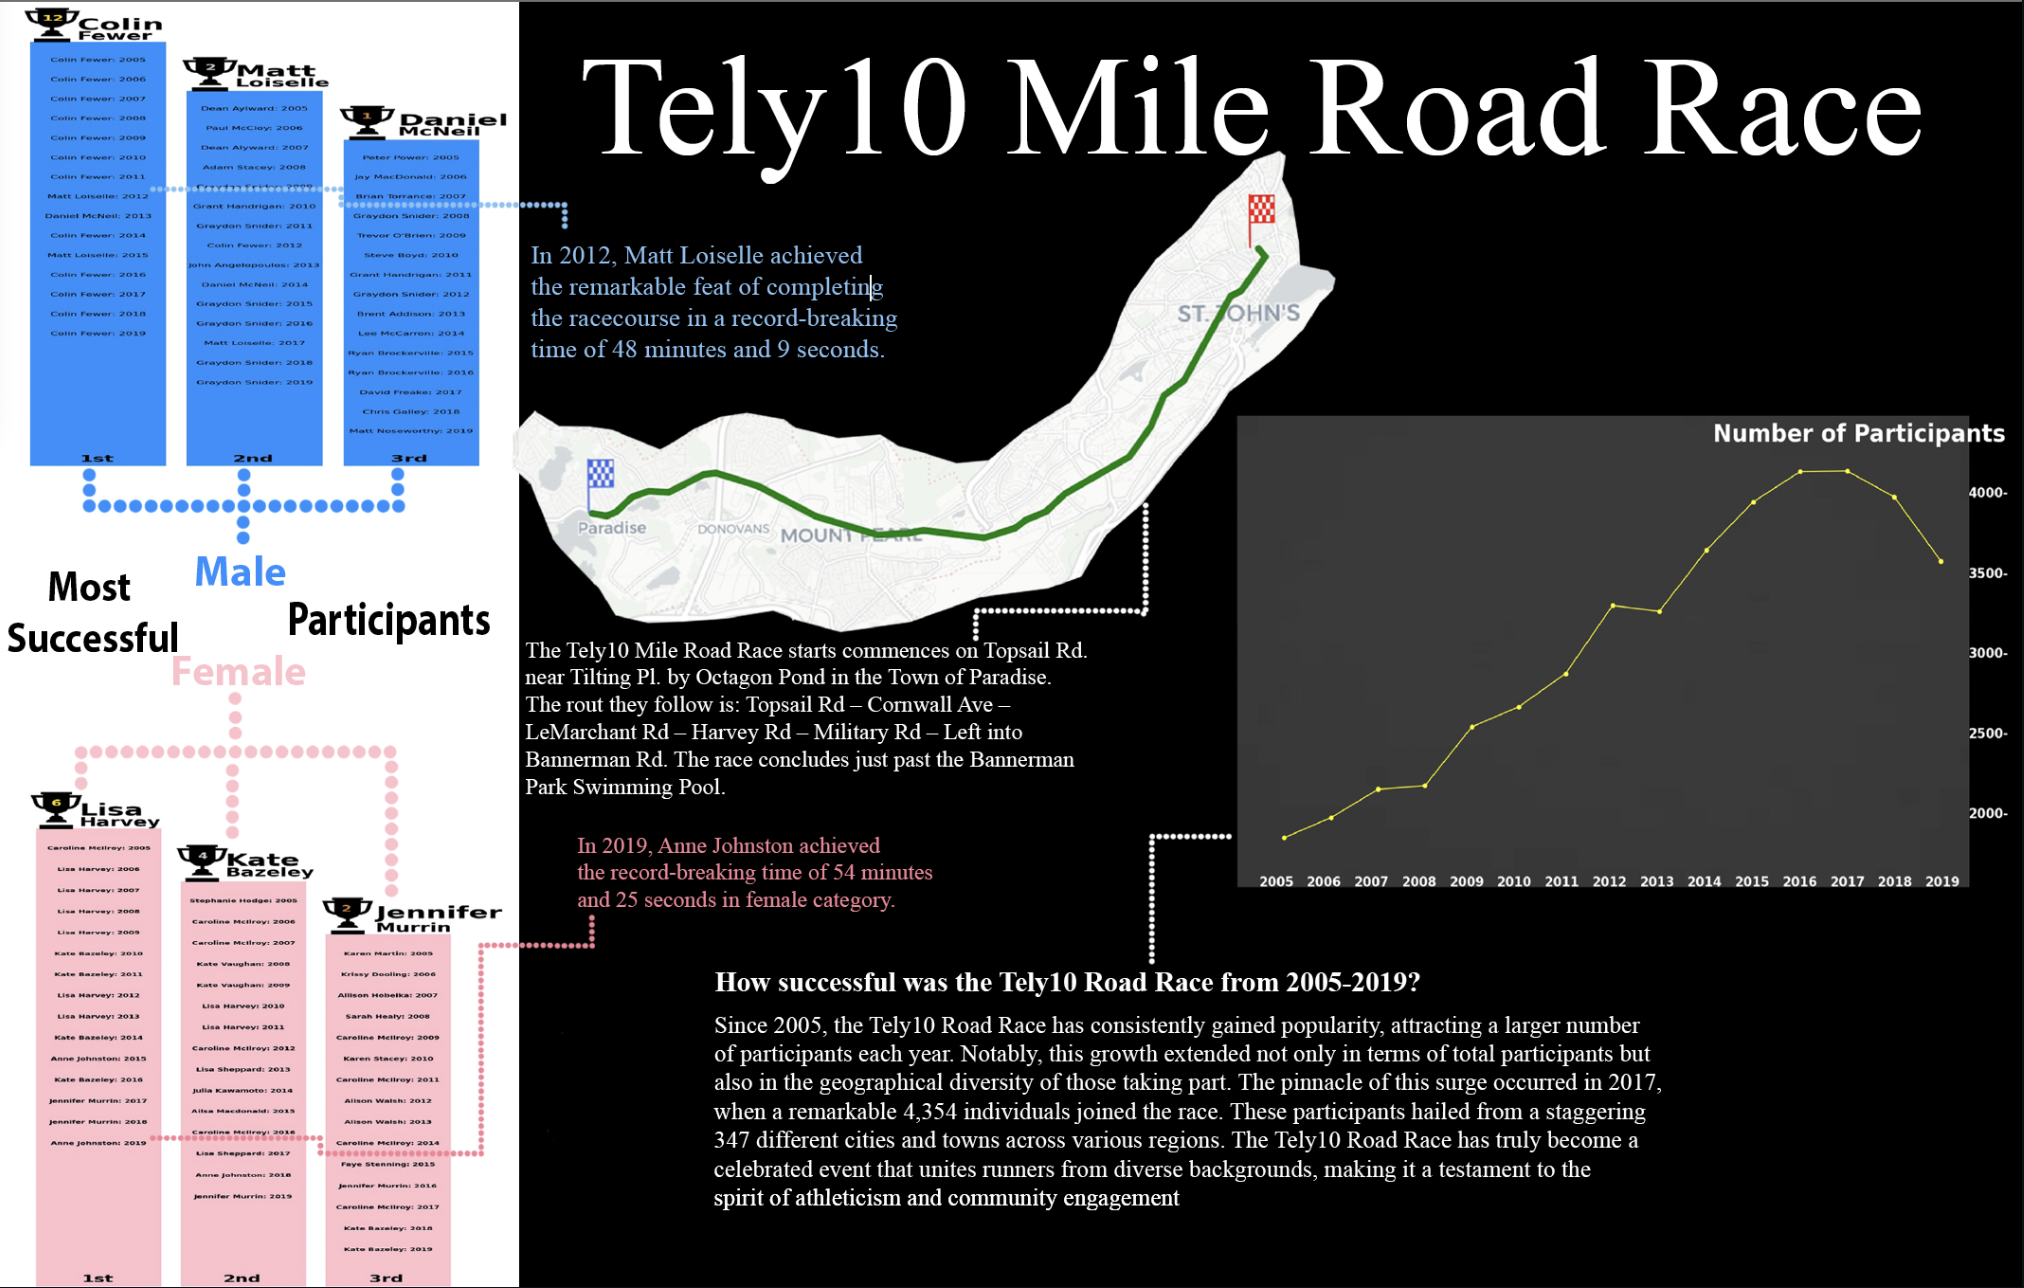 Tely10 Mile Road Race
12
Colin
Fewer
Colin Fewer: 2005
Colin Fewer: 2006
Colin Fewer: 2007
Colin Fewer: 2008
Colin Fewer: 2009
Colin Fewer: 2010
Colin Fewer: 2011
Matt Loiselle: 2012
Daniel McNeil: 2013
Colin Fewer: 2014
Matt Loiselle: 2015
Colin Fewer: 2016
Colin Fewer: 2017
Colin Fewer: 2018
Colin Fewer: 2019
1st
2
Matt
Loiselle
Dean Aylward: 2005
Paul McCloy: 2006
Dean Alyward: 2007
Adam Stacey: 2008
Graydon Snider: 2009
Grant Handrigan: 2010
Graydon Snider: 2011
Colin Fewer: 2012
John Angelopoulos: 2013
Daniel McNeil: 2014
Graydon Snider: 2015
Graydon Snider: 2016
Matt Loiselle: 2017
Graydon Snider: 2018
Graydon Snider: 2019
2nd
1
Daniel
McNeil
Peter Power: 2005
Jay MacDonald: 2006
Brian Torrance: 2007
Graydon Snider: 2008
Trevor O'Brien: 2009
Steve Boyd: 2010
Grant Handrigan: 2011
Graydon Snider: 2012
Brent Addison: 2013
Lee McCarron: 2014
Ryan Brockerville: 2015
Ryan Brockerville: 2016
David Freake: 2017
Chris Galley: 2018
Matt Noseworthy: 2019
3rd
Most
Successful
Male
Female
Participants
6
Lisa
Harvey
Caroline McIlroy: 2005
Lisa Harvey: 2006
Lisa Harvey: 2007
Lisa Harvey: 2008
Lisa Harvey: 2009
Kate Bazeley: 2010
Kate Bazeley: 2011
Lisa Harvey: 2012
Lisa Harvey: 2013
Kate Bazeley: 2014
Anne Johnston: 2015
Kate Bazeley: 2016
Jennifer Murrin: 2017
Jennifer Murrin: 2018
Anne Johnston: 2019
1st
4
Kate
Bazeley
Stephanie Hodge: 2005
Caroline McIlroy: 2006
Caroline McIlroy: 2007
Kate Vaughan: 2008
Kate Vaughan: 2009
Lisa Harvey: 2010
Lisa Harvey: 2011
Caroline McIlroy: 2012
Lisa Sheppard: 2013
Julia Kawamoto: 2014
Ailsa Macdonald: 2015
Caroline McIlroy: 2016
Lisa Sheppard: 2017
Anne Johnston: 2018
Jennifer Murrin: 2019
2nd
2
Jennifer
Murrin
Karen Martin: 2005
Krissy Dooling: 2006
Allison Hobeika: 2007
Sarah Healy: 2008
Caroline McIlroy: 2009
Karen Stacey: 2010
Caroline McIlroy: 2011
Alison Walsh: 2012
Alison Walsh: 2013
Caroline McIlroy: 2014
Faye Stenning: 2015
Jennifer Murrin: 2016
Caroline McIlroy: 2017
Kate Bazeley: 2018
Kate Bazeley: 2019
3rd
In 2012, Matt Loiselle achieved
the remarkable feat of completing
the racecourse in a record-breaking
time of 48 minutes and 9 seconds.
ST. JOHN'S
Paradise
DONOVANS
MOUNT PEARL
The Tely10 Mile Road Race starts commences on Topsail Rd.
near Tilting Pl. by Octagon Pond in the Town of Paradise.
The rout they follow is: Topsail Rd – Cornwall Ave –
LeMarchant Rd – Harvey Rd – Military Rd – Left into
Bannerman Rd. The race concludes just past the Bannerman
Park Swimming Pool.
In 2019, Anne Johnston achieved
the record-breaking time of 54 minutes
and 25 seconds in female category.
Number of Participants
4000-
3500-
3000-
2500-
2000-
2005 2006 2007 2008 2009 2010 2011 2012 2013 2014 2015 2016 2017 2018 2019
How successful was the Tely10 Road Race from 2005-2019?
Since 2005, the Tely10 Road Race has consistently gained popularity, attracting a larger number
of participants each year. Notably, this growth extended not only in terms of total participants but
also in the geographical diversity of those taking part. The pinnacle of this surge occurred in 2017,
when a remarkable 4,354 individuals joined the race. These participants hailed from a staggering
347 different cities and towns across various regions. The Tely10 Road Race has truly become a
celebrated event that unites runners from diverse backgrounds, making it a testament to the
spirit of athleticism and community engagement